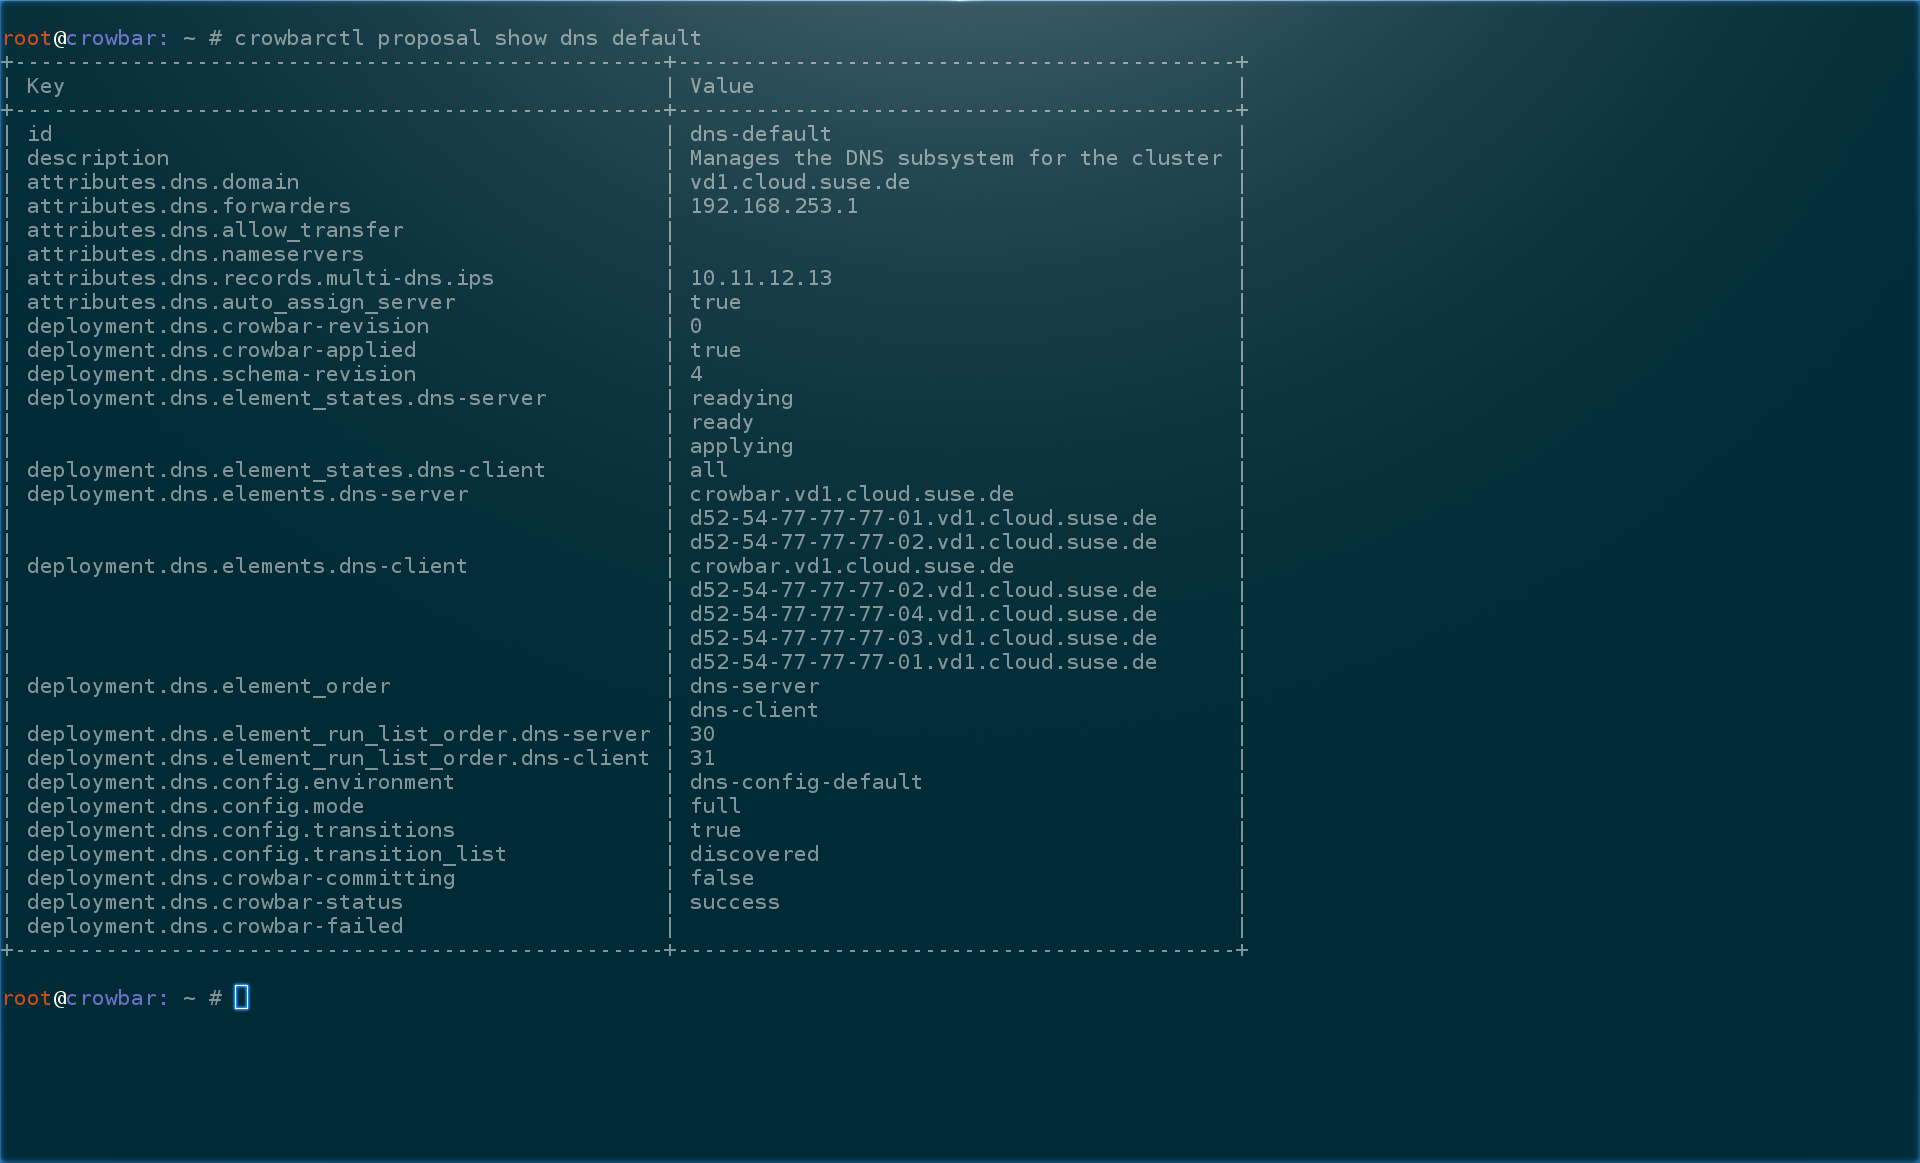 root@crowbar: ~ # crowbarctl proposal show dns default
+---------------------------------------------------+-------------------------------------------+
| Key                                               | Value                                     |
+---------------------------------------------------+-------------------------------------------+
| id                                                | dns-default                               |
| description                                       | Manages the DNS subsystem for the cluster |
| attributes.dns.domain                             | vd1.cloud.suse.de                         |
| attributes.dns.forwarders                         | 192.168.253.1                             |
| attributes.dns.allow_transfer                     |                                           |
| attributes.dns.nameservers                        |                                           |
| attributes.dns.records.multi-dns.ips              | 10.11.12.13                               |
| attributes.dns.auto_assign_server                 | true                                      |
| deployment.dns.crowbar-revision                   | 0                                         |
| deployment.dns.crowbar-applied                    | true                                      |
| deployment.dns.schema-revision                    | 4                                         |
| deployment.dns.element_states.dns-server          | readying                                  |
|                                                   | ready                                     |
|                                                   | applying                                  |
| deployment.dns.element_states.dns-client          | all                                       |
| deployment.dns.elements.dns-server                | crowbar.vd1.cloud.suse.de                 |
|                                                   | d52-54-77-77-77-01.vd1.cloud.suse.de      |
|                                                   | d52-54-77-77-77-02.vd1.cloud.suse.de      |
| deployment.dns.elements.dns-client                | crowbar.vd1.cloud.suse.de                 |
|                                                   | d52-54-77-77-77-02.vd1.cloud.suse.de      |
|                                                   | d52-54-77-77-77-04.vd1.cloud.suse.de      |
|                                                   | d52-54-77-77-77-03.vd1.cloud.suse.de      |
|                                                   | d52-54-77-77-77-01.vd1.cloud.suse.de      |
| deployment.dns.element_order                      | dns-server                                |
|                                                   | dns-client                                |
| deployment.dns.element_run_list_order.dns-server | 30                                        |
| deployment.dns.element_run_list_order.dns-client | 31                                        |
| deployment.dns.config.environment                 | dns-config-default                        |
| deployment.dns.config.mode                        | full                                      |
| deployment.dns.config.transitions                 | true                                      |
| deployment.dns.config.transition_list             | discovered                                |
| deployment.dns.crowbar-committing                 | false                                     |
| deployment.dns.crowbar-status                     | success                                   |
| deployment.dns.crowbar-failed                     |                                           |
+---------------------------------------------------+-------------------------------------------+
root@crowbar: ~ #